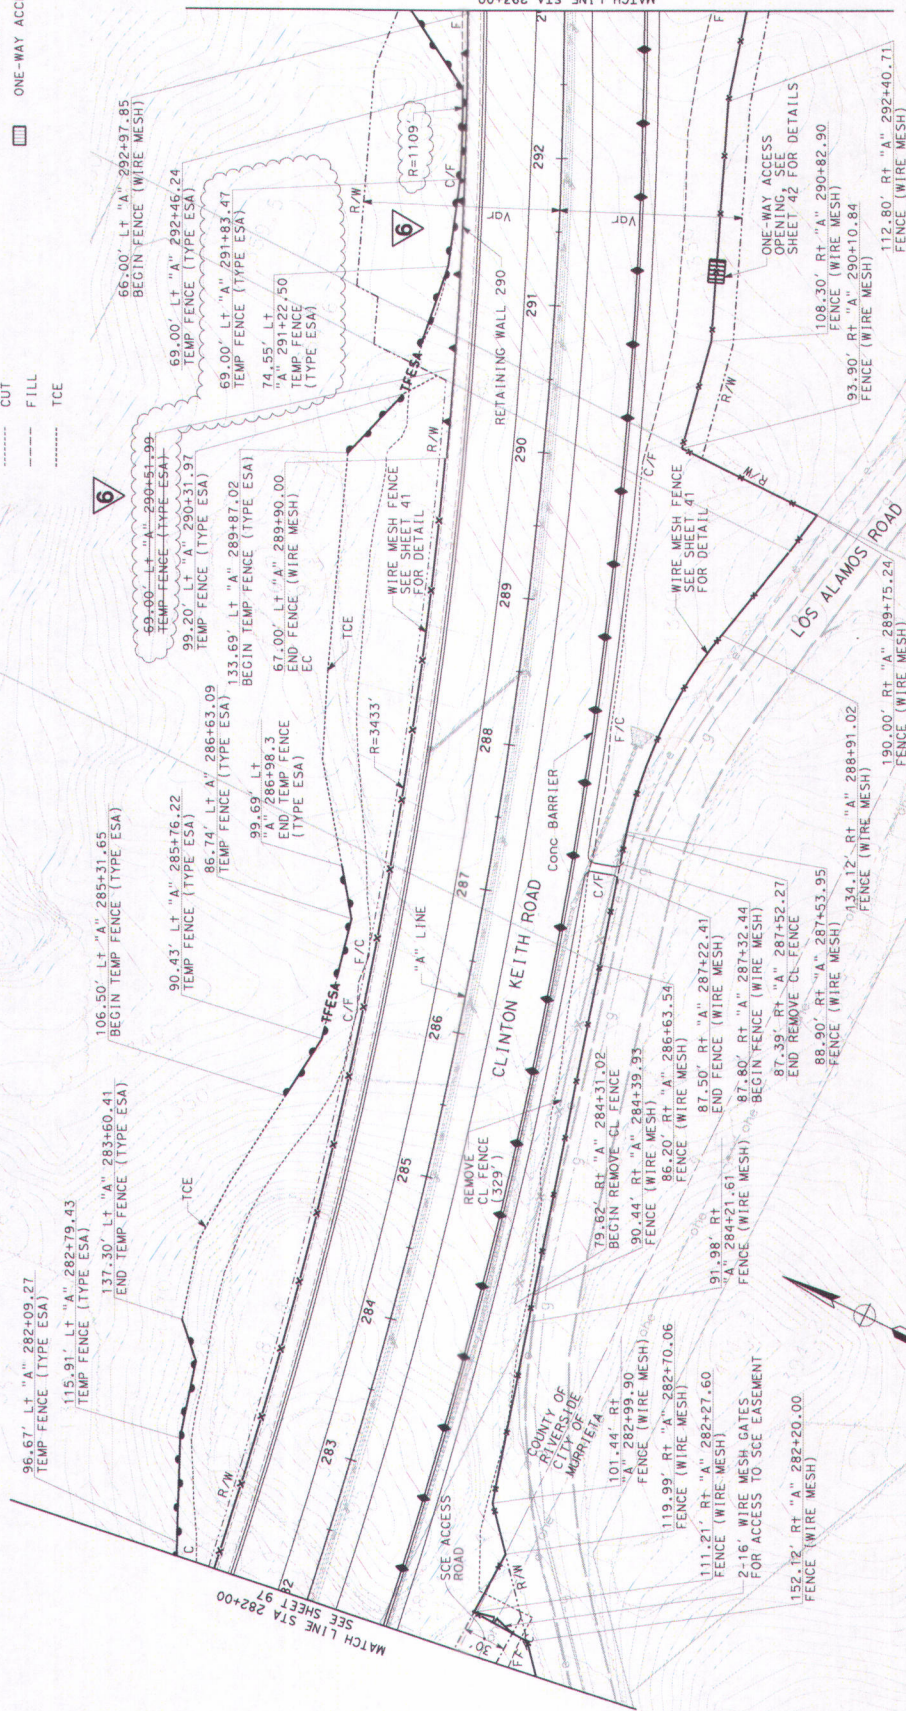 CUT
FILL
TCE
ONE-WAY ACC
96.67' Lt "A" 282+09.27
TEMP FENCE (TYPE ESA)
115.91' Lt "A" 282+79.43
TEMP FENCE (TYPE ESA)
137.30' Lt "A" 283+60.41
END TEMP FENCE (TYPE ESA)
106.50' Lt "A" 285+31.65
BEGIN TEMP FENCE (TYPE ESA)
90.43' Lt "A" 285+76.22
TEMP FENCE (TYPE ESA)
86.74' Lt A" 286+63.09
TEMP FENCE (TYPE ESA)
99.69' Lt
"A" 286+98.3
END TEMP FENCE
(TYPE ESA)
6
69.00' Lt "A" 290+51.99
TEMP FENCE (TYPE ESA)
99.20' Lt "A" 290+31.97
TEMP FENCE (TYPE ESA)
133.69' Lt "A" 289+87.02
BEGIN TEMP FENCE (TYPE ESA)
67.00' Lt "A" 289+90.00
END FENCE (WIRE MESH)
EC
66.00' Lt "A" 292+97.85
BEGIN FENCE (WIRE MESH)
69.00' Lt "A" 292+46.24
TEMP FENCE (TYPE ESA)
69.00' Lt "A" 291+83.47
TEMP FENCE (TYPE ESA)
74.55' Lt
"A" 291+22.50
TEMP FENCE
(TYPE ESA)
6
R=1109'
R/W
C/F
F
TFESA
TCE
R/W
WIRE MESH FENCE
SEE SHEET 41
FOR DETAIL
R=3433'
TCE
TFESA
C/F
F/C
R/W
C
MATCH LINE STA 282+00
SEE SHEET 97
MATCH LINE STA 292+00
RETAINING WALL 290
Var
Var
"A" LINE
82
283
284
285
286
287
288
289
290
291
292
2
CLINTON KEITH ROAD
REMOVE
CL FENCE
(329')
Conc BARRIER
C/F
F/C
C/F
F
WIRE MESH FENCE
SEE SHEET 41
FOR DETAIL
LOS ALAMOS ROAD
R/W
R/W
ONE-WAY ACCESS
OPENING, SEE
SHEET 42 FOR DETAILS
108.30' Rt "A" 290+82.90
FENCE (WIRE MESH)
93.90' Rt "A" 290+10.84
FENCE (WIRE MESH)
112.80' Rt "A" 292+40.71
FENCE (WIRE MESH)
190.00' Rt "A" 289+75.24
FENCE (WIRE MESH)
134.12' Rt "A" 288+91.02
FENCE (WIRE MESH)
79.62' Rt "A" 284+31.02
BEGIN REMOVE CL FENCE
90.44' Rt "A" 284+39.93
FENCE (WIRE MESH)
86.20' Rt "A" 286+63.54
FENCE (WIRE MESH)
87.50' Rt "A" 287+22.41
END FENCE (WIRE MESH)
87.80' Rt "A" 287+32.44
BEGIN FENCE (WIRE MESH)
87.39' Rt "A" 287+52.27
END REMOVE CL FENCE
88.90' Rt "A" 287+53.95
FENCE (WIRE MESH)
91.98' Rt
"A" 284+21.61
FENCE (WIRE MESH)
SCE ACCESS
ROAD
COUNTY OF
RIVERSIDE
CITY OF
MURRIETA
101.44' Rt
"A" 282+99.90
FENCE (WIRE MESH)
119.99' Rt "A" 282+70.06
FENCE (WIRE MESH)
111.21' Rt "A" 282+27.60
FENCE (WIRE MESH)
2-16' WIRE MESH GATES
FOR ACCESS TO SCE EASEMENT
152.12' Rt "A" 282+20.00
FENCE (WIRE MESH)
30'
R/W